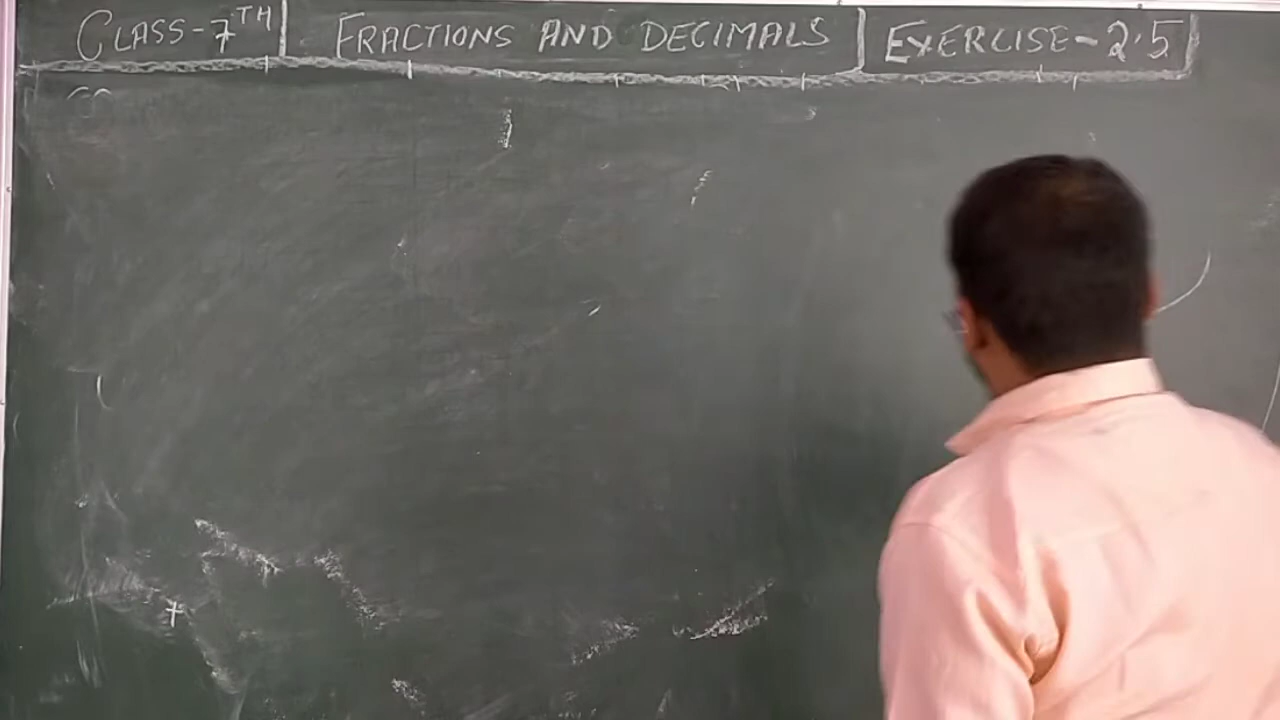 CLASS-7TH | FRACTIONS AND DECIMALS | EXERCISE-2.5